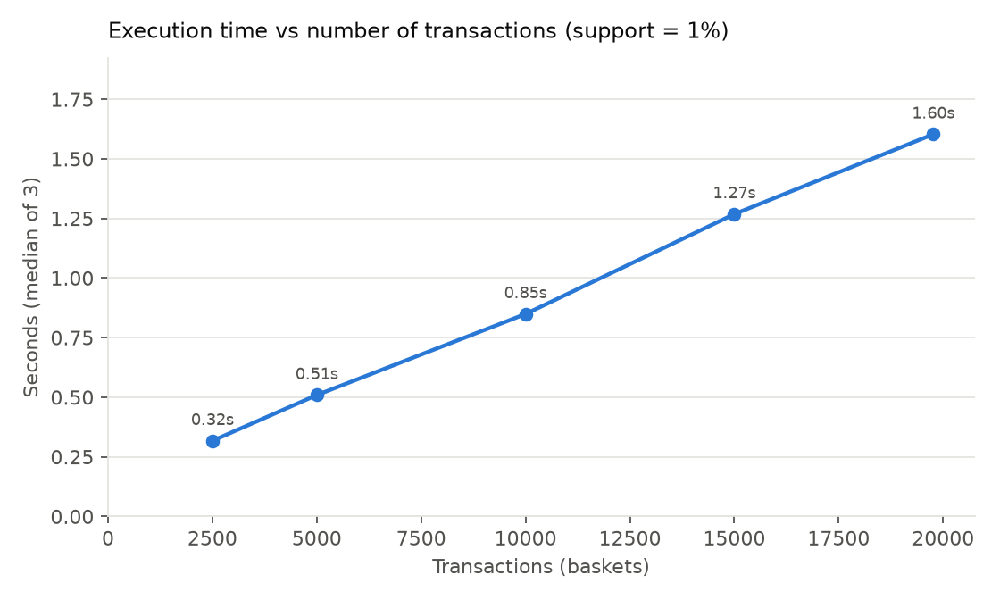 Execution time vs number of transactions (support = 1%)
Seconds (median of 3)
1.75
1.50
1.25
1.00
0.75
0.50
0.25
0.00
0.32s
0.51s
0.85s
1.27s
1.60s
0 2500 5000 7500 10000 12500 15000 17500 20000
Transactions (baskets)